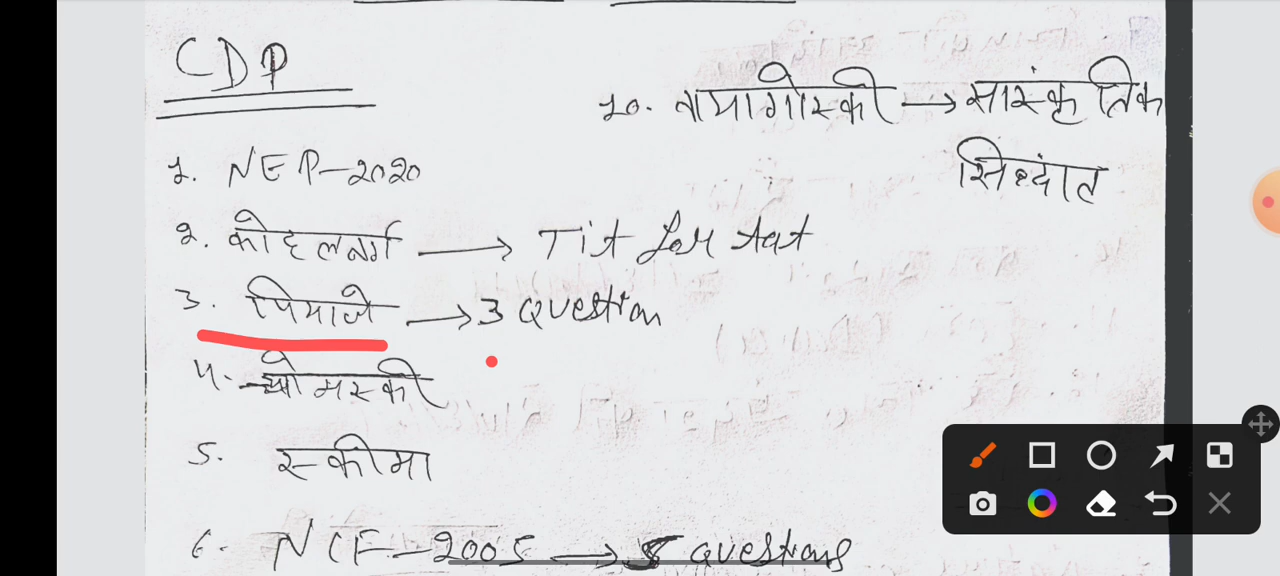 CDP
1. NEP-2020
2. कोहलबर्ग → Tit for tat
3. पियाजे → 3 Question
4. चोमस्की
5. स्कीमा
6. NCF-2005 → 5 questions
10. वायगोस्की → सांस्कृतिक
सिध्दांत